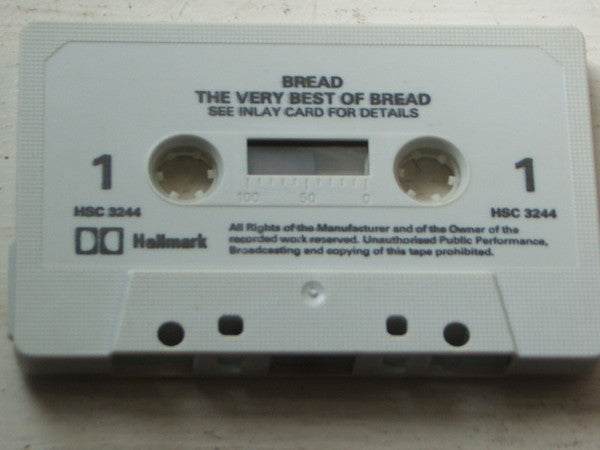 BREAD
THE VERY BEST OF BREAD
SEE INLAY CARD FOR DETAILS
1
1
100 50 0
HSC 3244
HSC 3244
Hallmark
All Rights of the Manufacturer and of the Owner of the
recorded work reserved. Unauthorised Public Performance,
Broadcasting and copying of this tape prohibited.